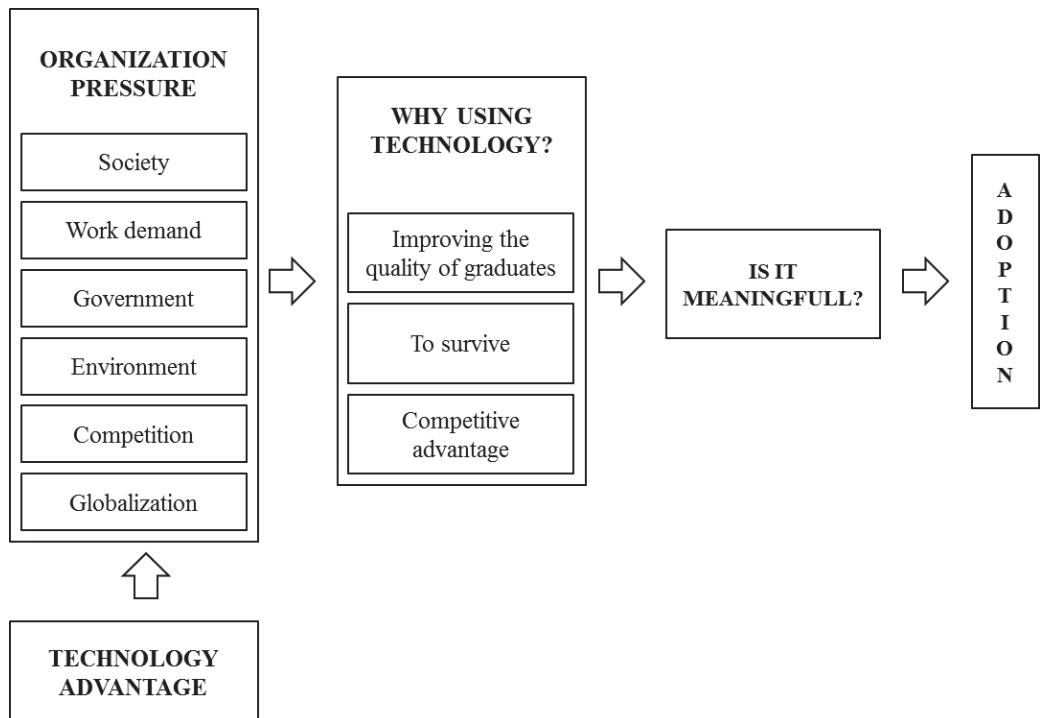 ORGANIZATION
PRESSURE
Society
Work demand
Government
Environment
Competition
Globalization
TECHNOLOGY
ADVANTAGE
WHY USING
TECHNOLOGY?
Improving the
quality of graduates
To survive
Competitive
advantage
IS IT
MEANINGFULL?
A
D
O
P
T
I
O
N